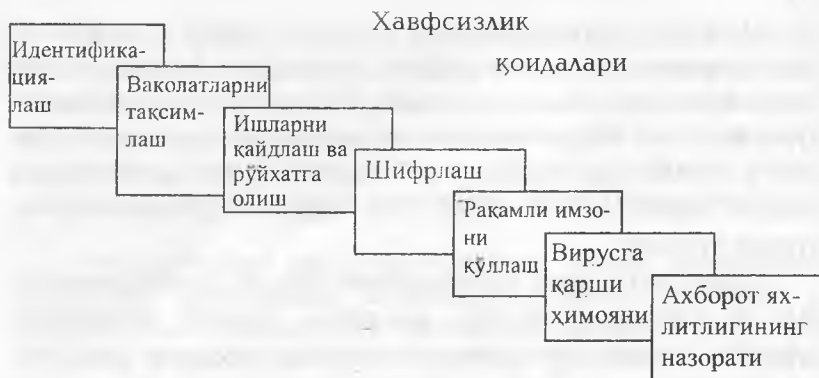 Хавфсизлик
қоидалари
Идентифика-
ция-
лаш
Ваколатларни
тақсим-
лаш
Ишларни
қайдлаш ва
рўйхатга
олиш
Шифрлаш
Рақамли имзо-
ни
қўллаш
Вирусга
қарши
ҳимояни
Ахборот ях-
литлигининг
назорати